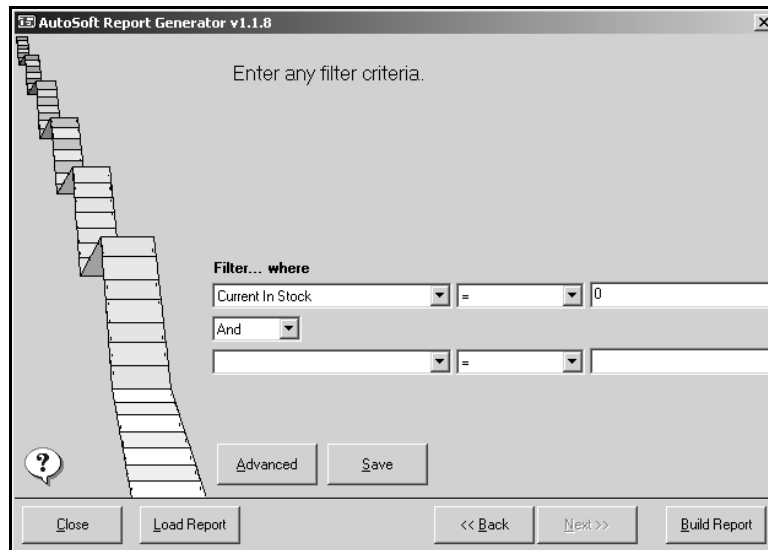 AutoSoft Report Generator v1.1.8
Enter any filter criteria.
Filter... where
Current In Stock = 0
And
=
?
Advanced Save
Close Load Report << Back Next >> Build Report